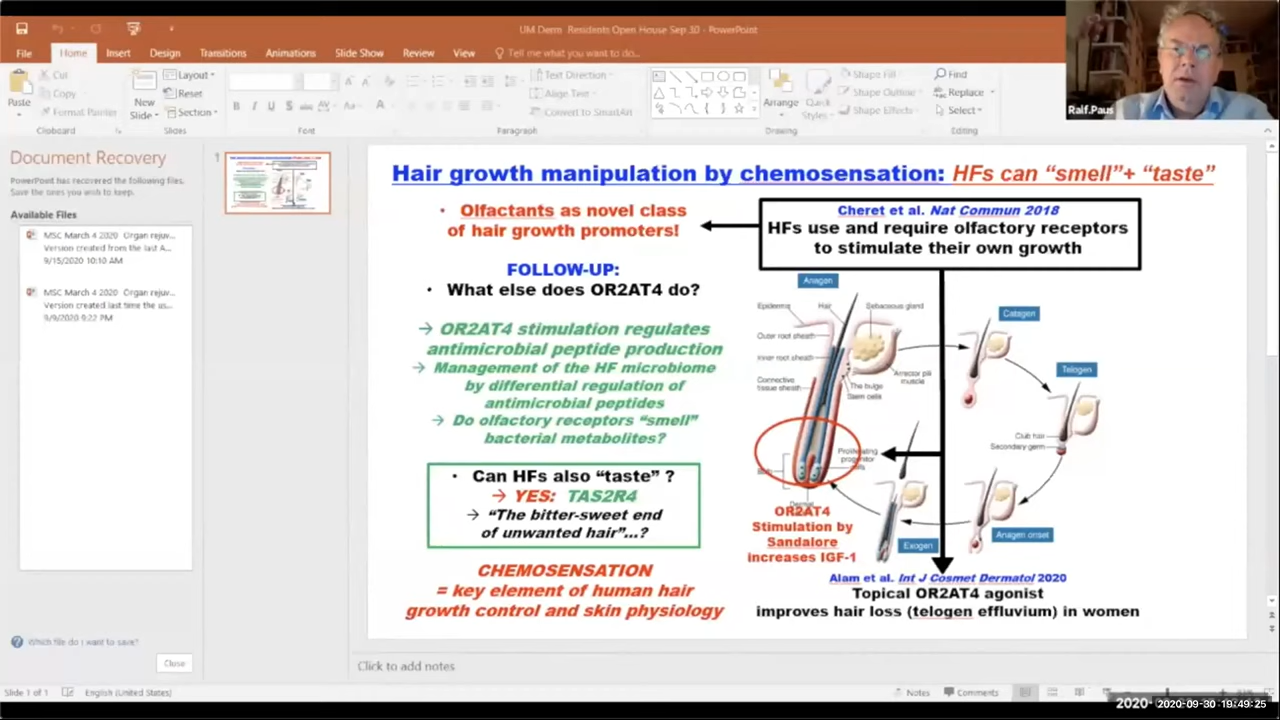 UM Derm Residents Open House Sep 30 - PowerPoint
File
Home
Insert
Design
Transitions
Animations
Slide Show
Review
View
Tell me what you want to do...
Paste
Cut
Copy
Format Painter
Clipboard
New
Slide
Layout
Reset
Section
Slides
Font
Text Direction
Align Text
Convert to SmartArt
Paragraph
Arrange
Quick
Styles
Shape Fill
Shape Outline
Shape Effects
Drawing
Find
Replace
Select
Editing
Ralf.Paus
Document Recovery
PowerPoint has recovered the following files.
Save the ones you wish to keep.
Available Files
MSC March 4 2020 Organ rejuv...
Version created from the last A...
9/15/2020 10:10 AM
MSC March 4 2020 Organ rejuv...
Version created last time the us...
9/9/2020 9:22 PM
Which file do I want to save?
Close
1
Hair growth manipulation by chemosensation: HFs can “smell”+ “taste”
• Olfactants as novel class
of hair growth promoters!
FOLLOW-UP:
• What else does OR2AT4 do?
→ OR2AT4 stimulation regulates
antimicrobial peptide production
→ Management of the HF microbiome
by differential regulation of
antimicrobial peptides
→ Do olfactory receptors “smell”
bacterial metabolites?
• Can HFs also “taste” ?
→ YES: TAS2R4
→ “The bitter-sweet end
of unwanted hair”...?
CHEMOSENSATION
= key element of human hair
growth control and skin physiology
Cheret et al. Nat Commun 2018
HFs use and require olfactory receptors
to stimulate their own growth
Anagen
Epidermis
Hair
Sebaceous gland
Outer root sheath
Inner root sheath
Connective
tissue sheath
Arrector pili
muscle
The bulge
Stem cells
Proliferating
progenitor
Catagen
Telogen
Club hair
Secondary germ
Anagen onset
Exogen
OR2AT4
Stimulation by
Sandalore
increases IGF-1
Alam et al. Int J Cosmet Dermatol 2020
Topical OR2AT4 agonist
improves hair loss (telogen effluvium) in women
Click to add notes
Slide 1 of 1
English (United States)
Notes
Comments
2020-09-30 19:49:25